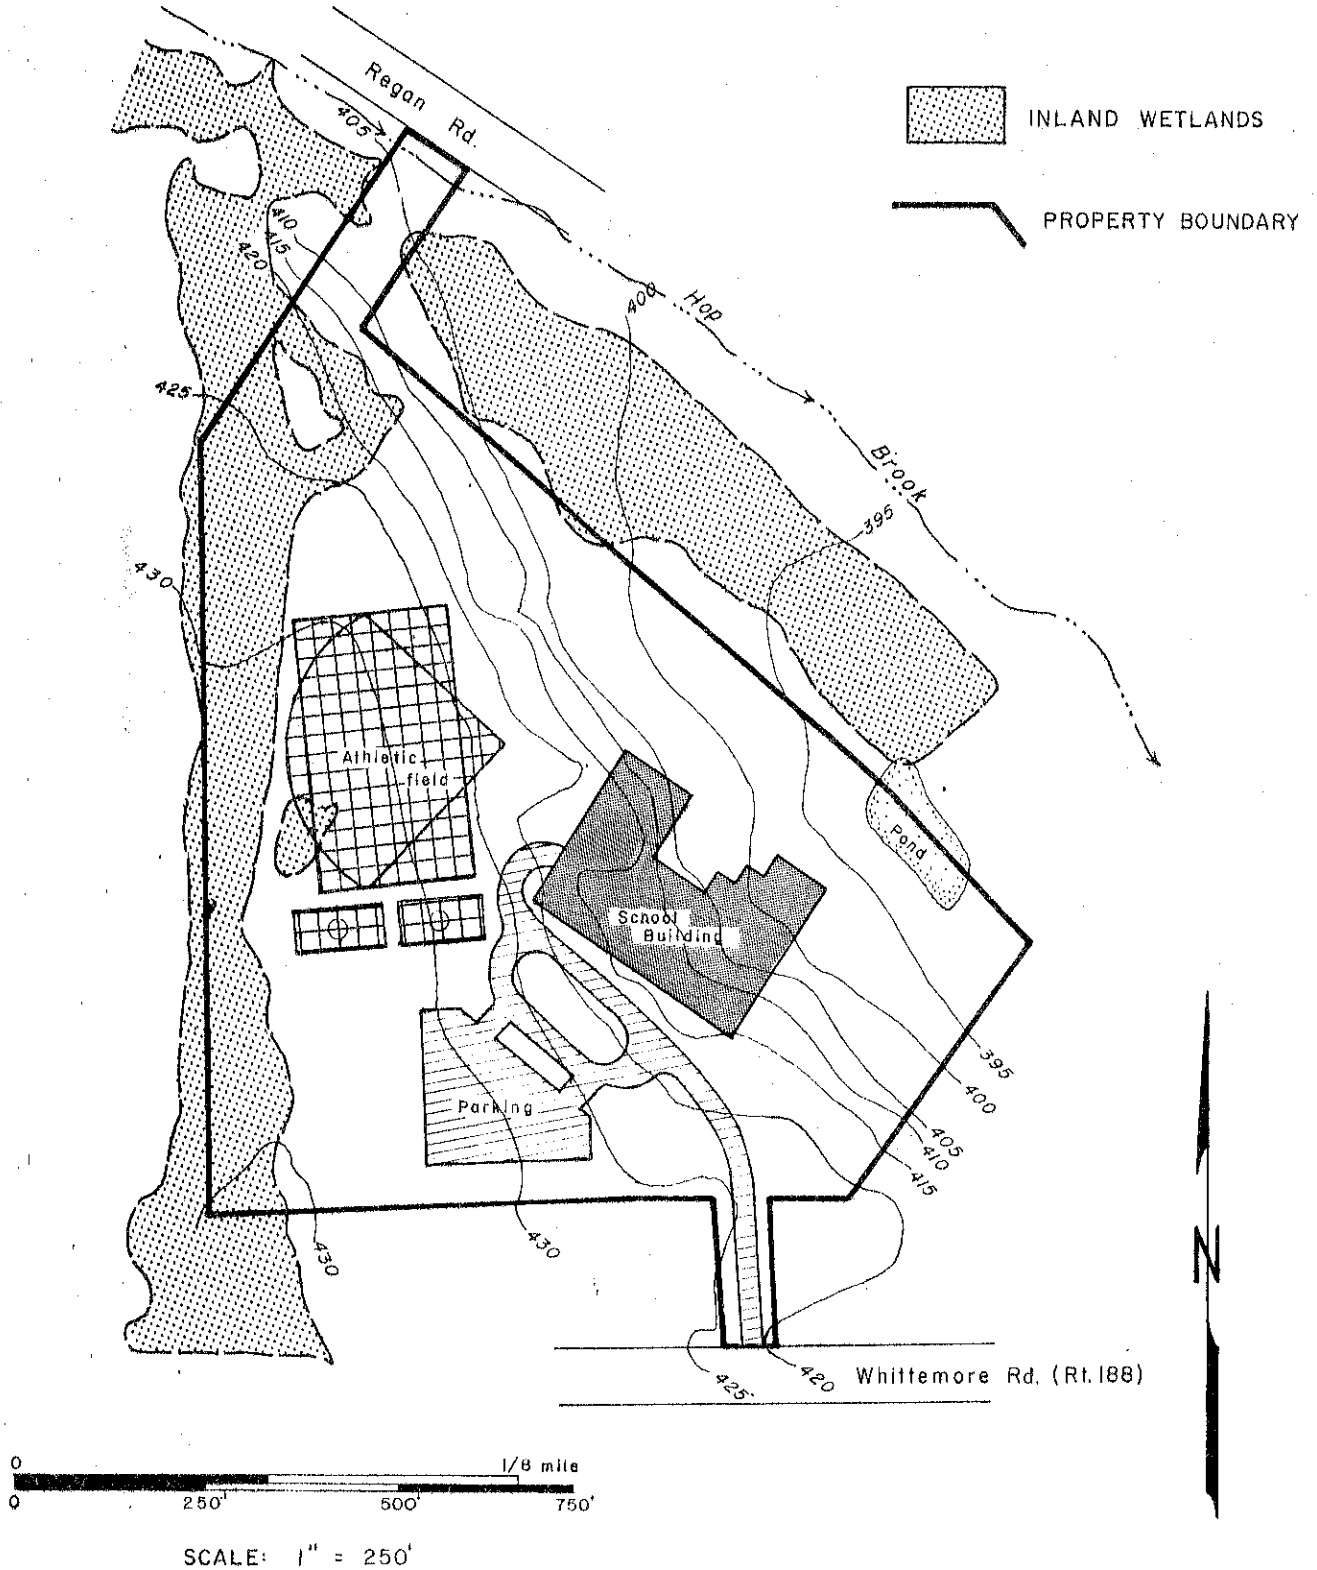 Regan
Rd.
INLAND WETLANDS
PROPERTY BOUNDARY
405
410
415
420
400
Hop
425
Brook
395
430
Athletic
field
Pond
School
Building
395
400
Parking
405
410
415
430
430
425
420
Whittemore Rd. (Rt. 188)
N
0
1/8 mile
0
250'
500'
750'
SCALE: 1" = 250'